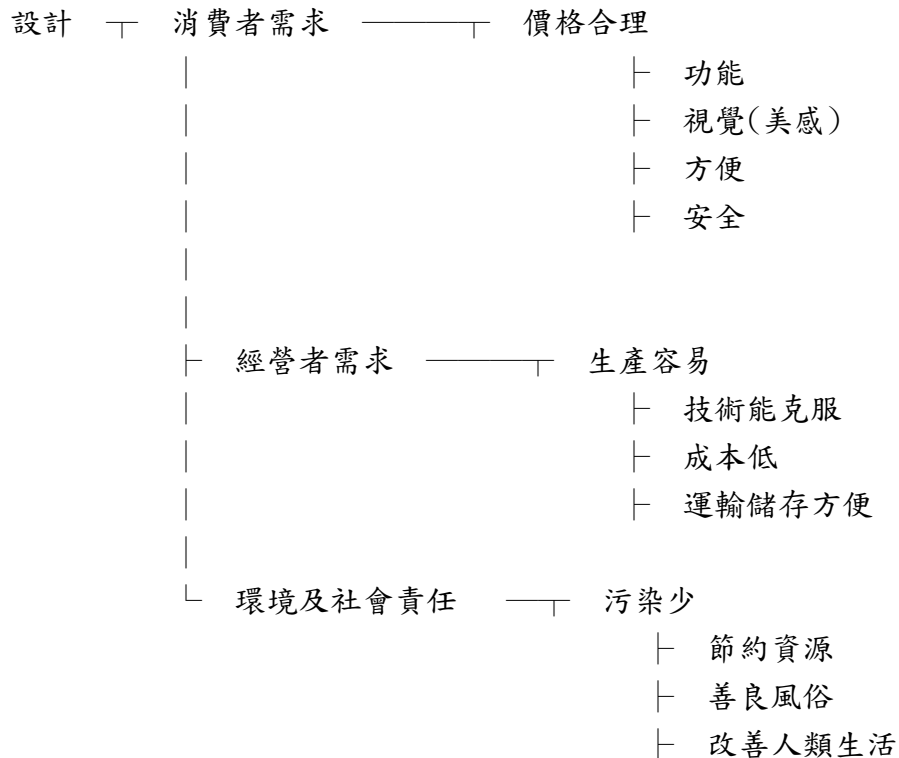 設計 ┬ 消費者需求 ───┬ 價格合理
├ 功能
├ 視覺(美感)
├ 方便
├ 安全
├ 經營者需求 ───┬ 生產容易
├ 技術能克服
├ 成本低
├ 運輸儲存方便
└ 環境及社會責任 ─┬ 污染少
├ 節約資源
├ 善良風俗
├ 改善人類生活